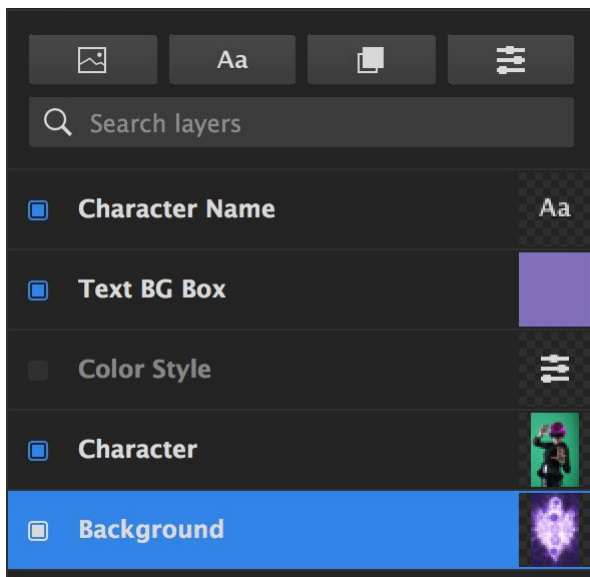 Aa
Search layers
Character Name
Aa
Text BG Box
Color Style
Character
Background